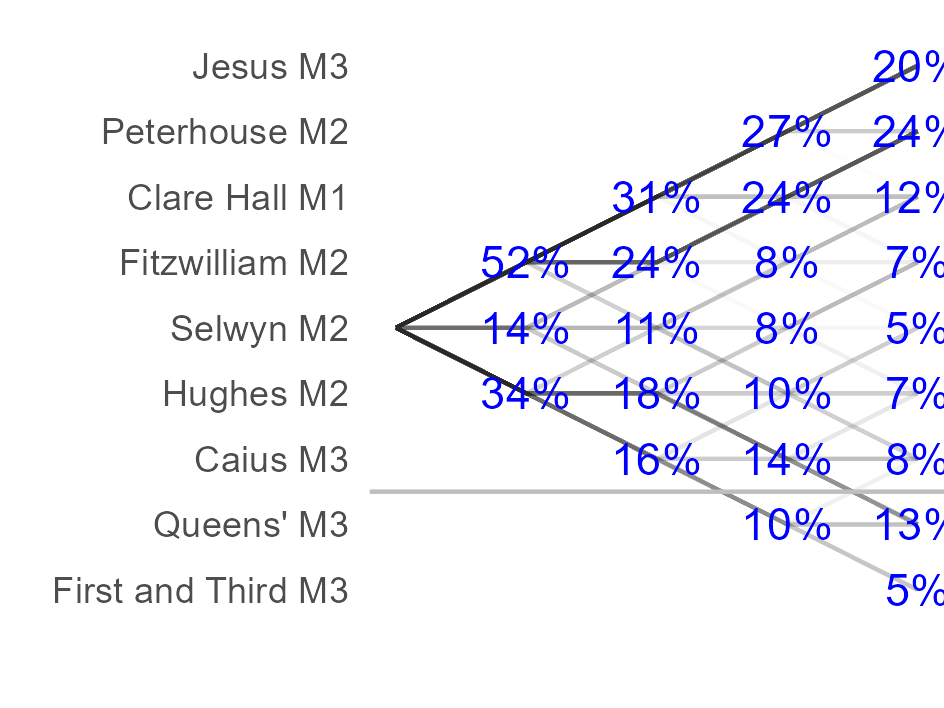 Jesus M3 20%
Peterhouse M2 27% 24%
Clare Hall M1 31% 24% 12%
Fitzwilliam M2 52% 24% 8% 7%
Selwyn M2 14% 11% 8% 5%
Hughes M2 34% 18% 10% 7%
Caius M3 16% 14% 8%
Queens' M3 10% 13%
First and Third M3 5%